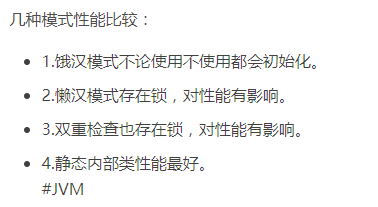 几种模式性能比较：
1.饿汉模式不论使用不使用都会初始化。
2.懒汉模式存在锁，对性能有影响。
3.双重检查也存在锁，对性能有影响。
4.静态内部类性能最好。
#JVM